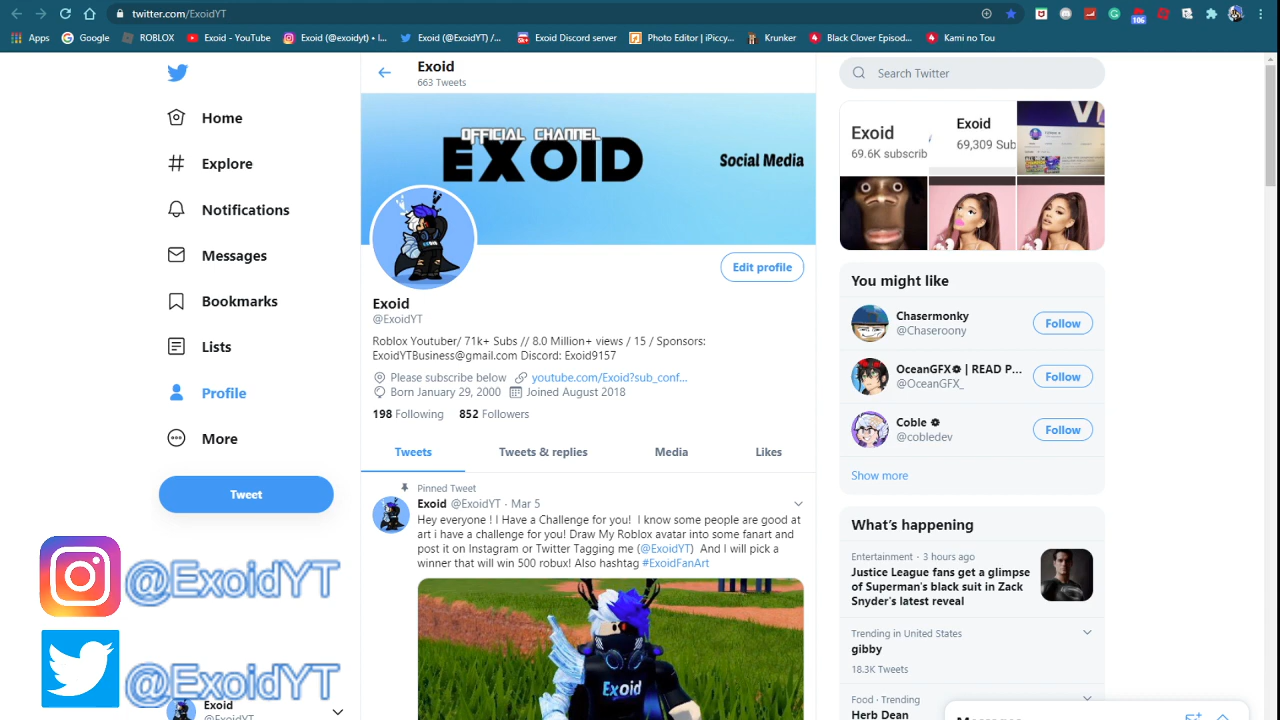 twitter.com/ExoidYT
106
Apps
Google
ROBLOX
Exoid - YouTube
Exoid (@exoidyt) • I...
Exoid (@ExoidYT) /...
Exoid Discord server
Photo Editor | iPiccy...
Krunker
Black Clover Episod...
Kami no Tou
Home
Explore
Notifications
Messages
Bookmarks
Lists
Profile
More
Tweet
@ExoidYT
@ExoidYT
Exoid
@ExoidYT
Exoid
663 Tweets
OFFICIAL CHANNEL
EXOID
Social Media
Edit profile
Exoid
@ExoidYT
Roblox Youtuber/ 71k+ Subs // 8.0 Million+ views / 15 / Sponsors:
ExoidYTBusiness@gmail.com Discord: Exoid9157
Please subscribe below youtube.com/Exoid?sub_conf...
Born January 29, 2000 Joined August 2018
198 Following 852 Followers
Tweets
Tweets & replies
Media
Likes
Pinned Tweet
Exoid @ExoidYT · Mar 5
Hey everyone ! I Have a Challenge for you! I know some people are good at
art i have a challenge for you! Draw My Roblox avatar into some fanart and
post it on Instagram or Twitter Tagging me (@ExoidYT) And I will pick a
winner that will win 500 robux! Also hashtag #ExoidFanArt
Exoid
Search Twitter
Exoid
69.6K subscrib
Exoid
69,309 Sub
You might like
Chasermonky
@Chaseroony
Follow
OceanGFX | READ P...
@OceanGFX_
Follow
Coble
@cobledev
Follow
Show more
What's happening
Entertainment · 3 hours ago
Justice League fans get a glimpse
of Superman's black suit in Zack
Snyder's latest reveal
Trending in United States
gibby
18.3K Tweets
Food · Trending
Herb Dean